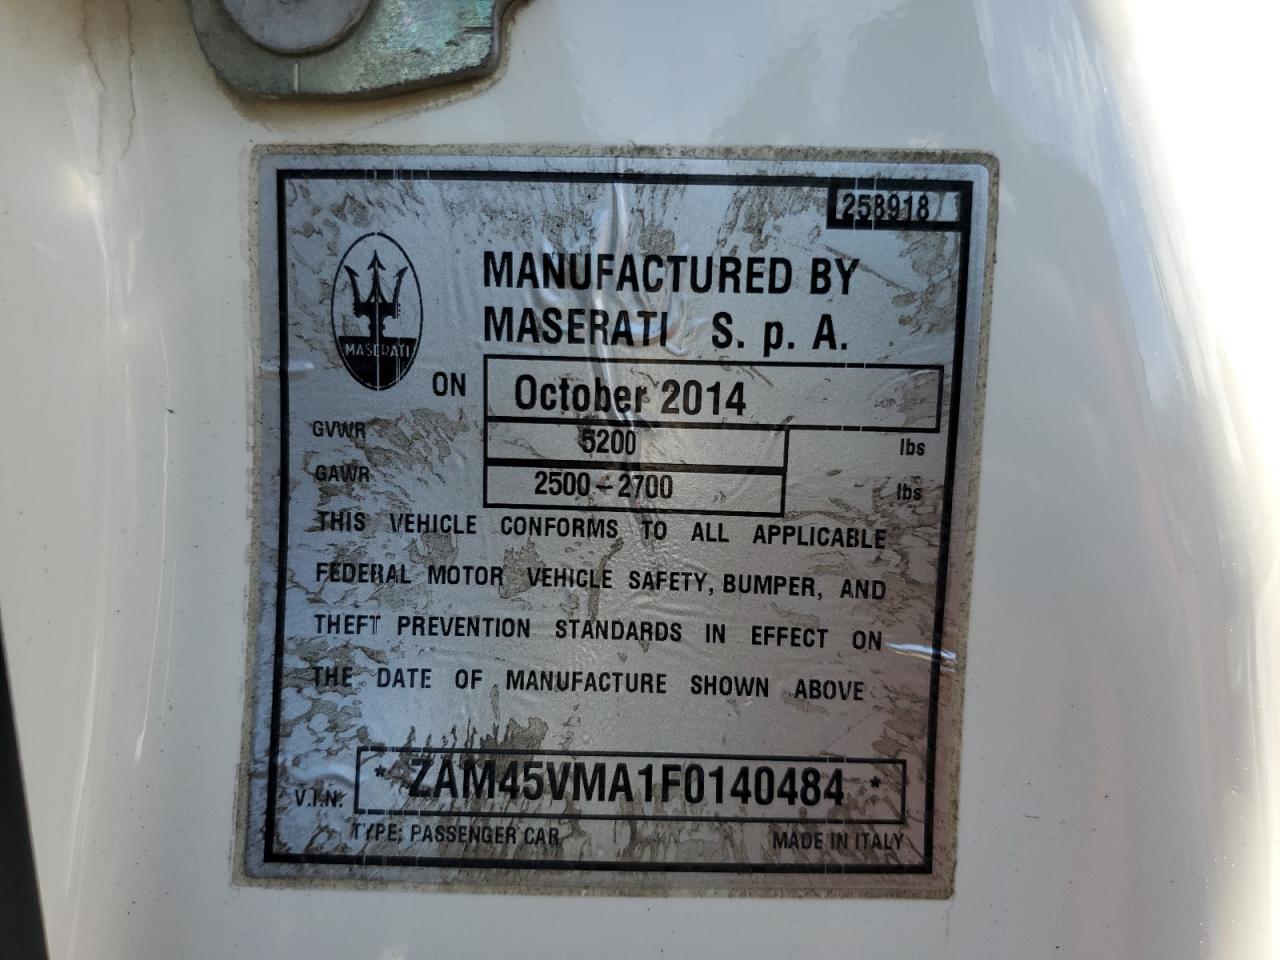 258918
MANUFACTURED BY
MASERATI S. p. A.
MASERATI
ON October 2014
GVWR 5200 lbs
GAWR 2500-2700 lbs
THIS VEHICLE CONFORMS TO ALL APPLICABLE
FEDERAL MOTOR VEHICLE SAFETY, BUMPER, AND
THEFT PREVENTION STANDARDS IN EFFECT ON
THE DATE OF MANUFACTURE SHOWN ABOVE
V.I.N. * ZAM45VMA1F0140484 *
TYPE; PASSENGER CAR MADE IN ITALY